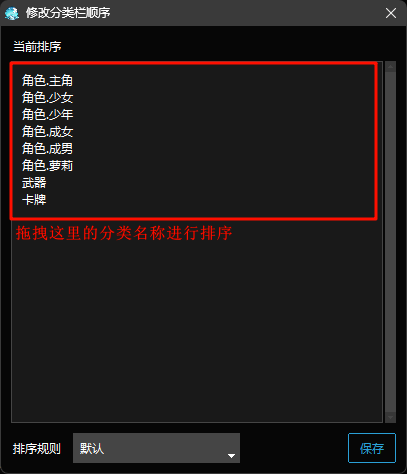 修改分类栏顺序
当前排序
角色.主角
角色.少女
角色.少年
角色.成女
角色.成男
角色.萝莉
武器
卡牌
拖拽这里的分类名称进行排序
排序规则 默认 保存